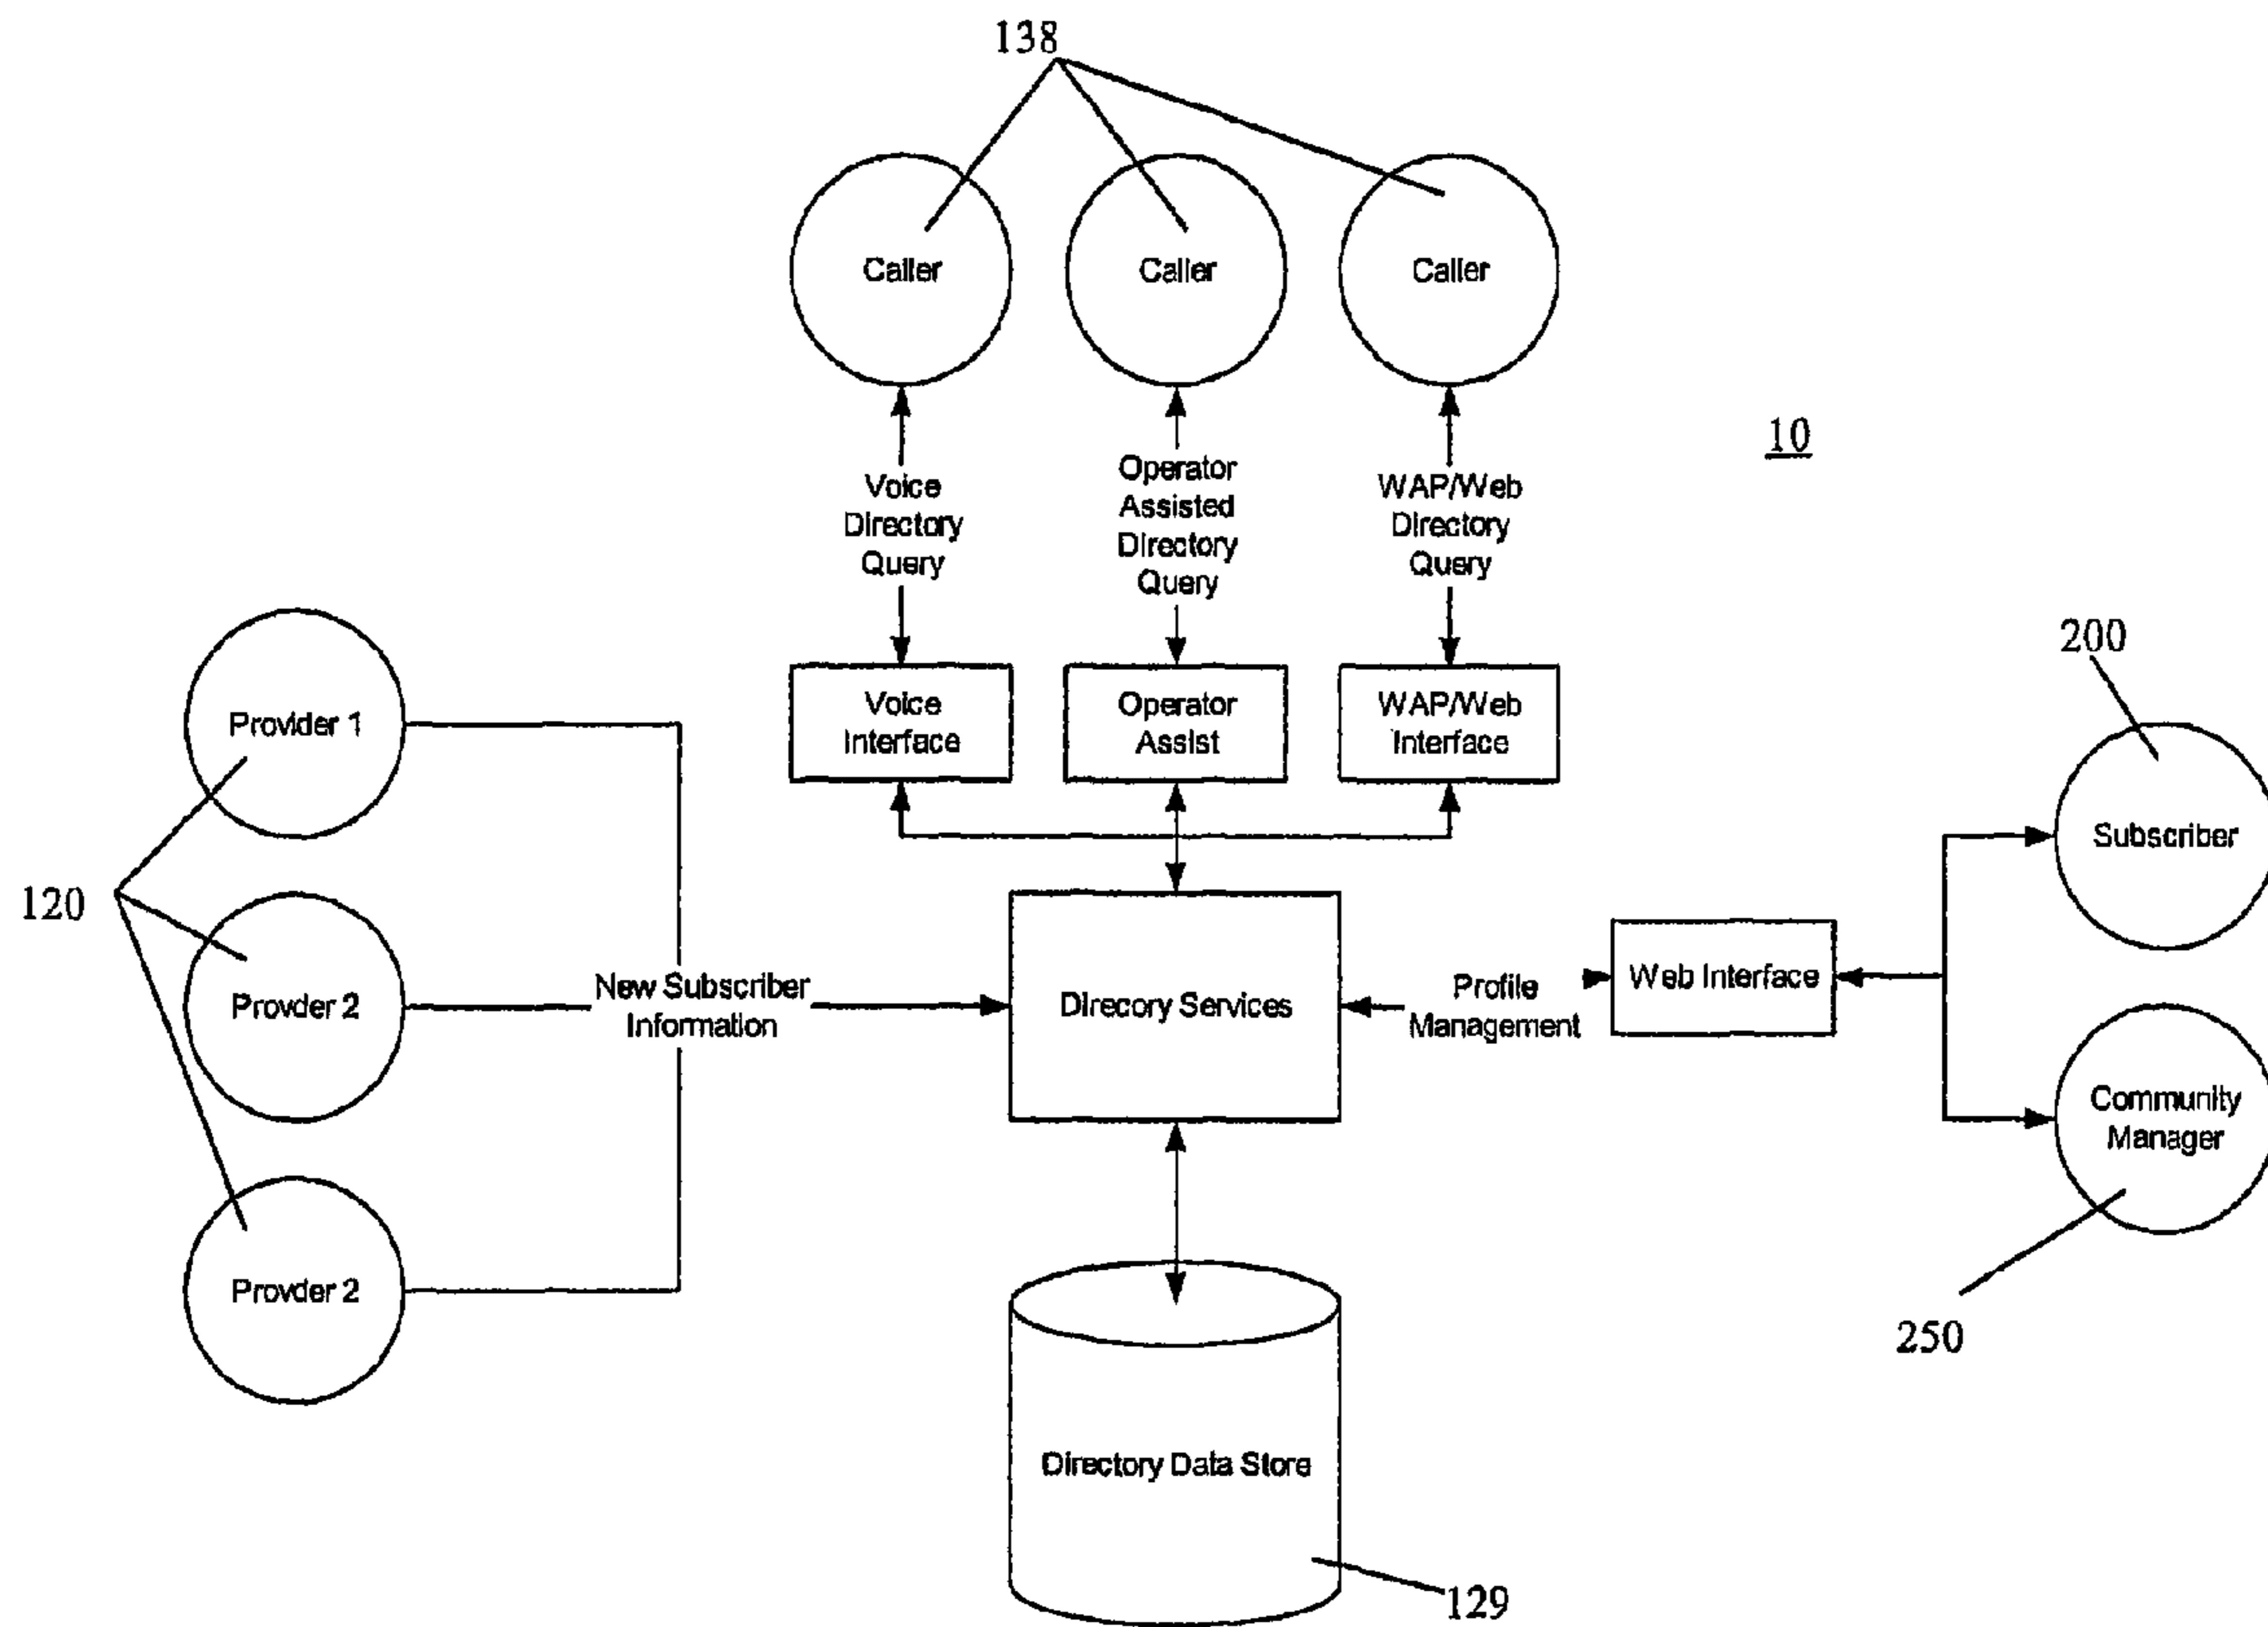 138
Caller
Caller
Caller
10
Voice
Directory
Query
Operator
Assisted
Directory
Query
WAP/Web
Directory
Query
200
Provider 1
Voice
Interface
Operator
Assist
WAP/Web
Interface
Subscriber
120
Provder 2
New Subscriber
Information
Direcory Services
Profile
Management
Web Interface
Community
Manager
Provder 2
250
Directory Data Store
129